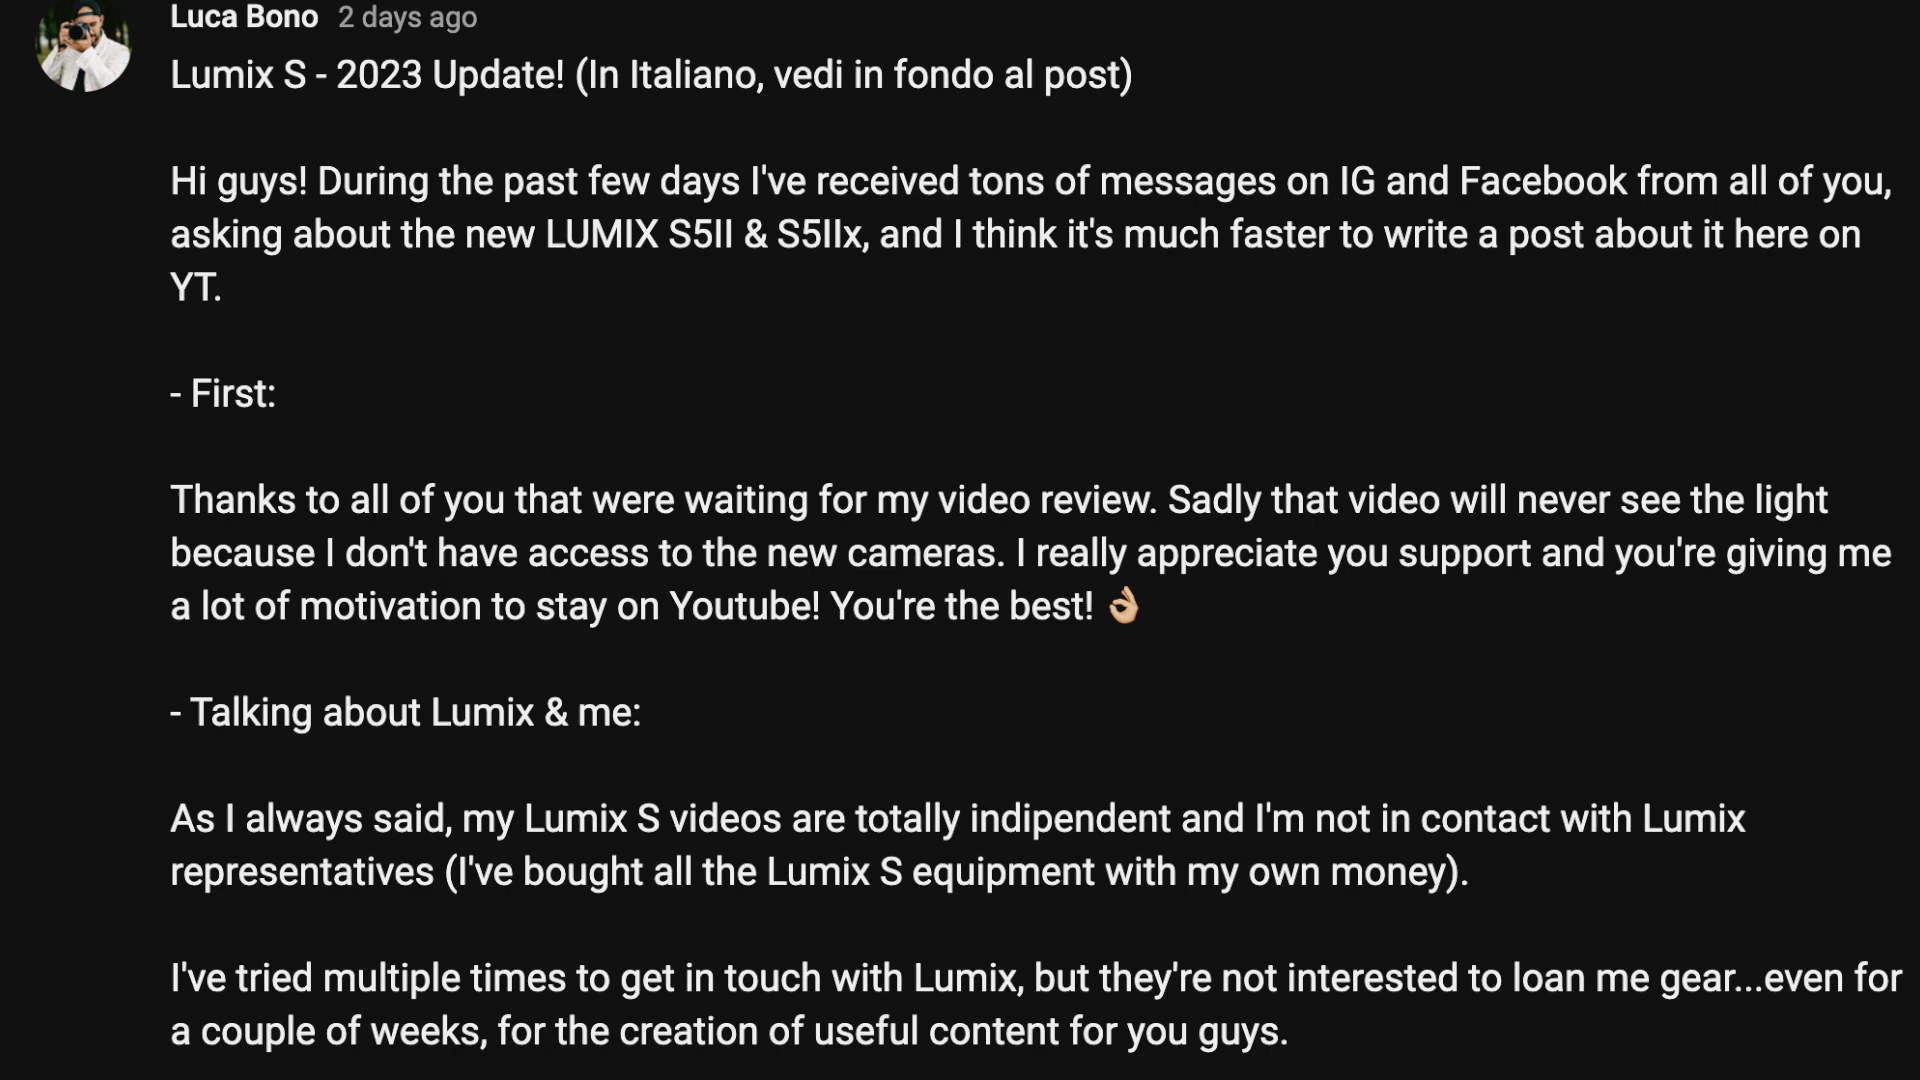 Luca Bono 2 days ago
Lumix S - 2023 Update! (In Italiano, vedi in fondo al post)
Hi guys! During the past few days I've received tons of messages on IG and Facebook from all of you,
asking about the new LUMIX S5II & S5IIx, and I think it's much faster to write a post about it here on
YT.
- First:
Thanks to all of you that were waiting for my video review. Sadly that video will never see the light
because I don't have access to the new cameras. I really appreciate you support and you're giving me
a lot of motivation to stay on Youtube! You're the best! 👌🏼
- Talking about Lumix & me:
As I always said, my Lumix S videos are totally indipendent and I'm not in contact with Lumix
representatives (I've bought all the Lumix S equipment with my own money).
I've tried multiple times to get in touch with Lumix, but they're not interested to loan me gear...even for
a couple of weeks, for the creation of useful content for you guys.